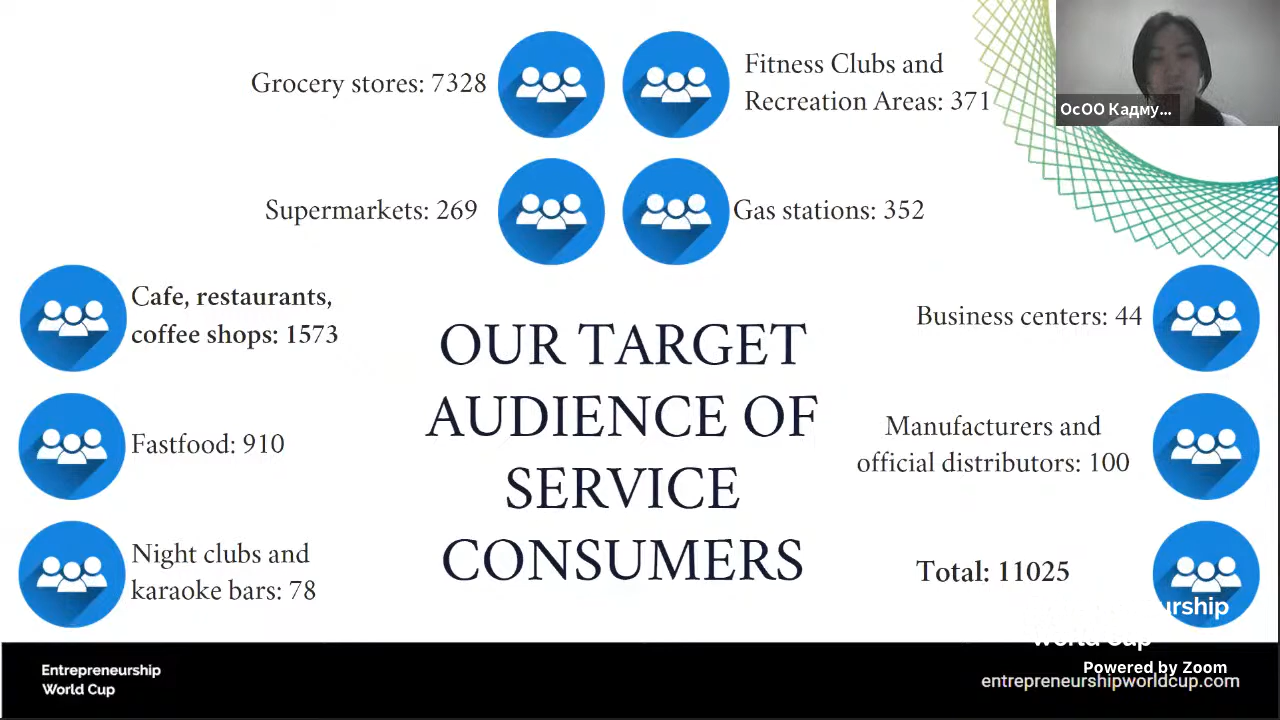 Grocery stores: 7328
Fitness Clubs and
Recreation Areas: 371
ОсОО Кадму...
Supermarkets: 269
Gas stations: 352
Cafe, restaurants,
coffee shops: 1573
Business centers: 44
OUR TARGET
AUDIENCE OF
SERVICE
CONSUMERS
Fastfood: 910
Manufacturers and
official distributors: 100
Night clubs and
karaoke bars: 78
Total: 11025
World Cup
Entrepreneurship
World Cup
Powered by Zoom
entrepreneurshipworldcup.com